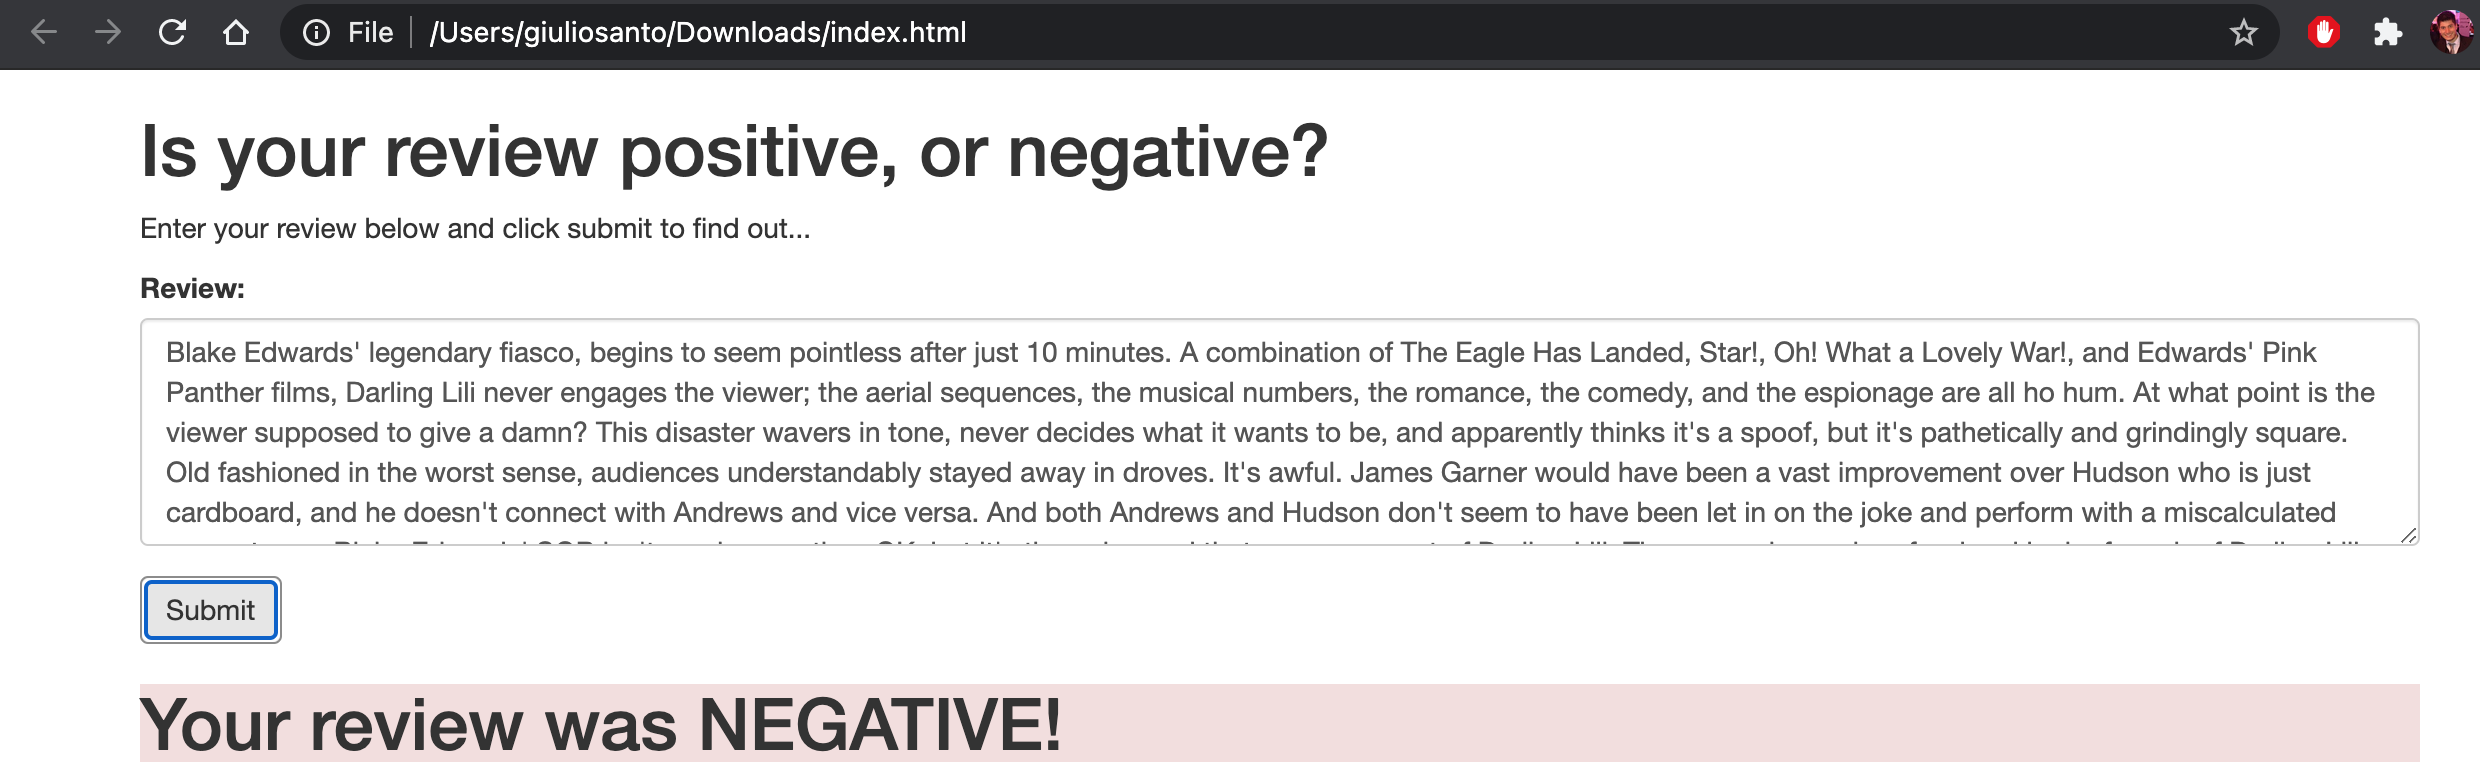 File /Users/giuliosanto/Downloads/index.html
Is your review positive, or negative?
Enter your review below and click submit to find out...
Review:
Blake Edwards' legendary fiasco, begins to seem pointless after just 10 minutes. A combination of The Eagle Has Landed, Star!, Oh! What a Lovely War!, and Edwards' Pink
Panther films, Darling Lili never engages the viewer; the aerial sequences, the musical numbers, the romance, the comedy, and the espionage are all ho hum. At what point is the
viewer supposed to give a damn? This disaster wavers in tone, never decides what it wants to be, and apparently thinks it's a spoof, but it's pathetically and grindingly square.
Old fashioned in the worst sense, audiences understandably stayed away in droves. It's awful. James Garner would have been a vast improvement over Hudson who is just
cardboard, and he doesn't connect with Andrews and vice versa. And both Andrews and Hudson don't seem to have been let in on the joke and perform with a miscalculated
Submit
Your review was NEGATIVE!